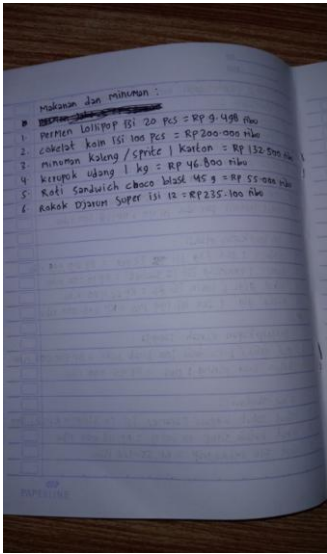 Makanan dan minuman :
1. Permen Lollipop isi 20 pcs = RP 9.498 ribu
2. cokelat koin isi 100 pcs = RP 200.000 ribu
3. minuman kaleng / sprite 1 karton = RP 132.500 ribu
4 kerupuk udang 1 kg = RP 46.800 ribu
5 Roti Sandwich choco blast 45 g = RP 55.000 ribu
6 Rokok Djarum Super isi 12 = RP 235.100 ribu
PAPERLINE